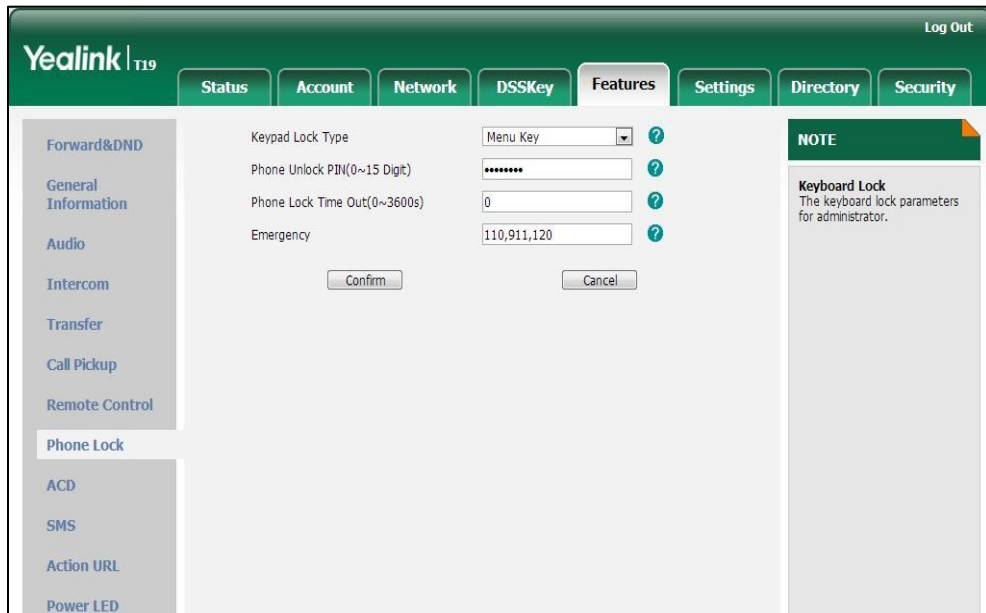 Log Out
Yealink T19
Status Account Network DSSKey Features Settings Directory Security
Forward&DND
General
Information
Audio
Intercom
Transfer
Call Pickup
Remote Control
Phone Lock
ACD
SMS
Action URL
Power LED
Keypad Lock Type Menu Key ?
Phone Unlock PIN(0~15 Digit) •••••••• ?
Phone Lock Time Out(0~3600s) 0 ?
Emergency 110,911,120 ?
Confirm Cancel
NOTE
Keyboard Lock
The keyboard lock parameters
for administrator.